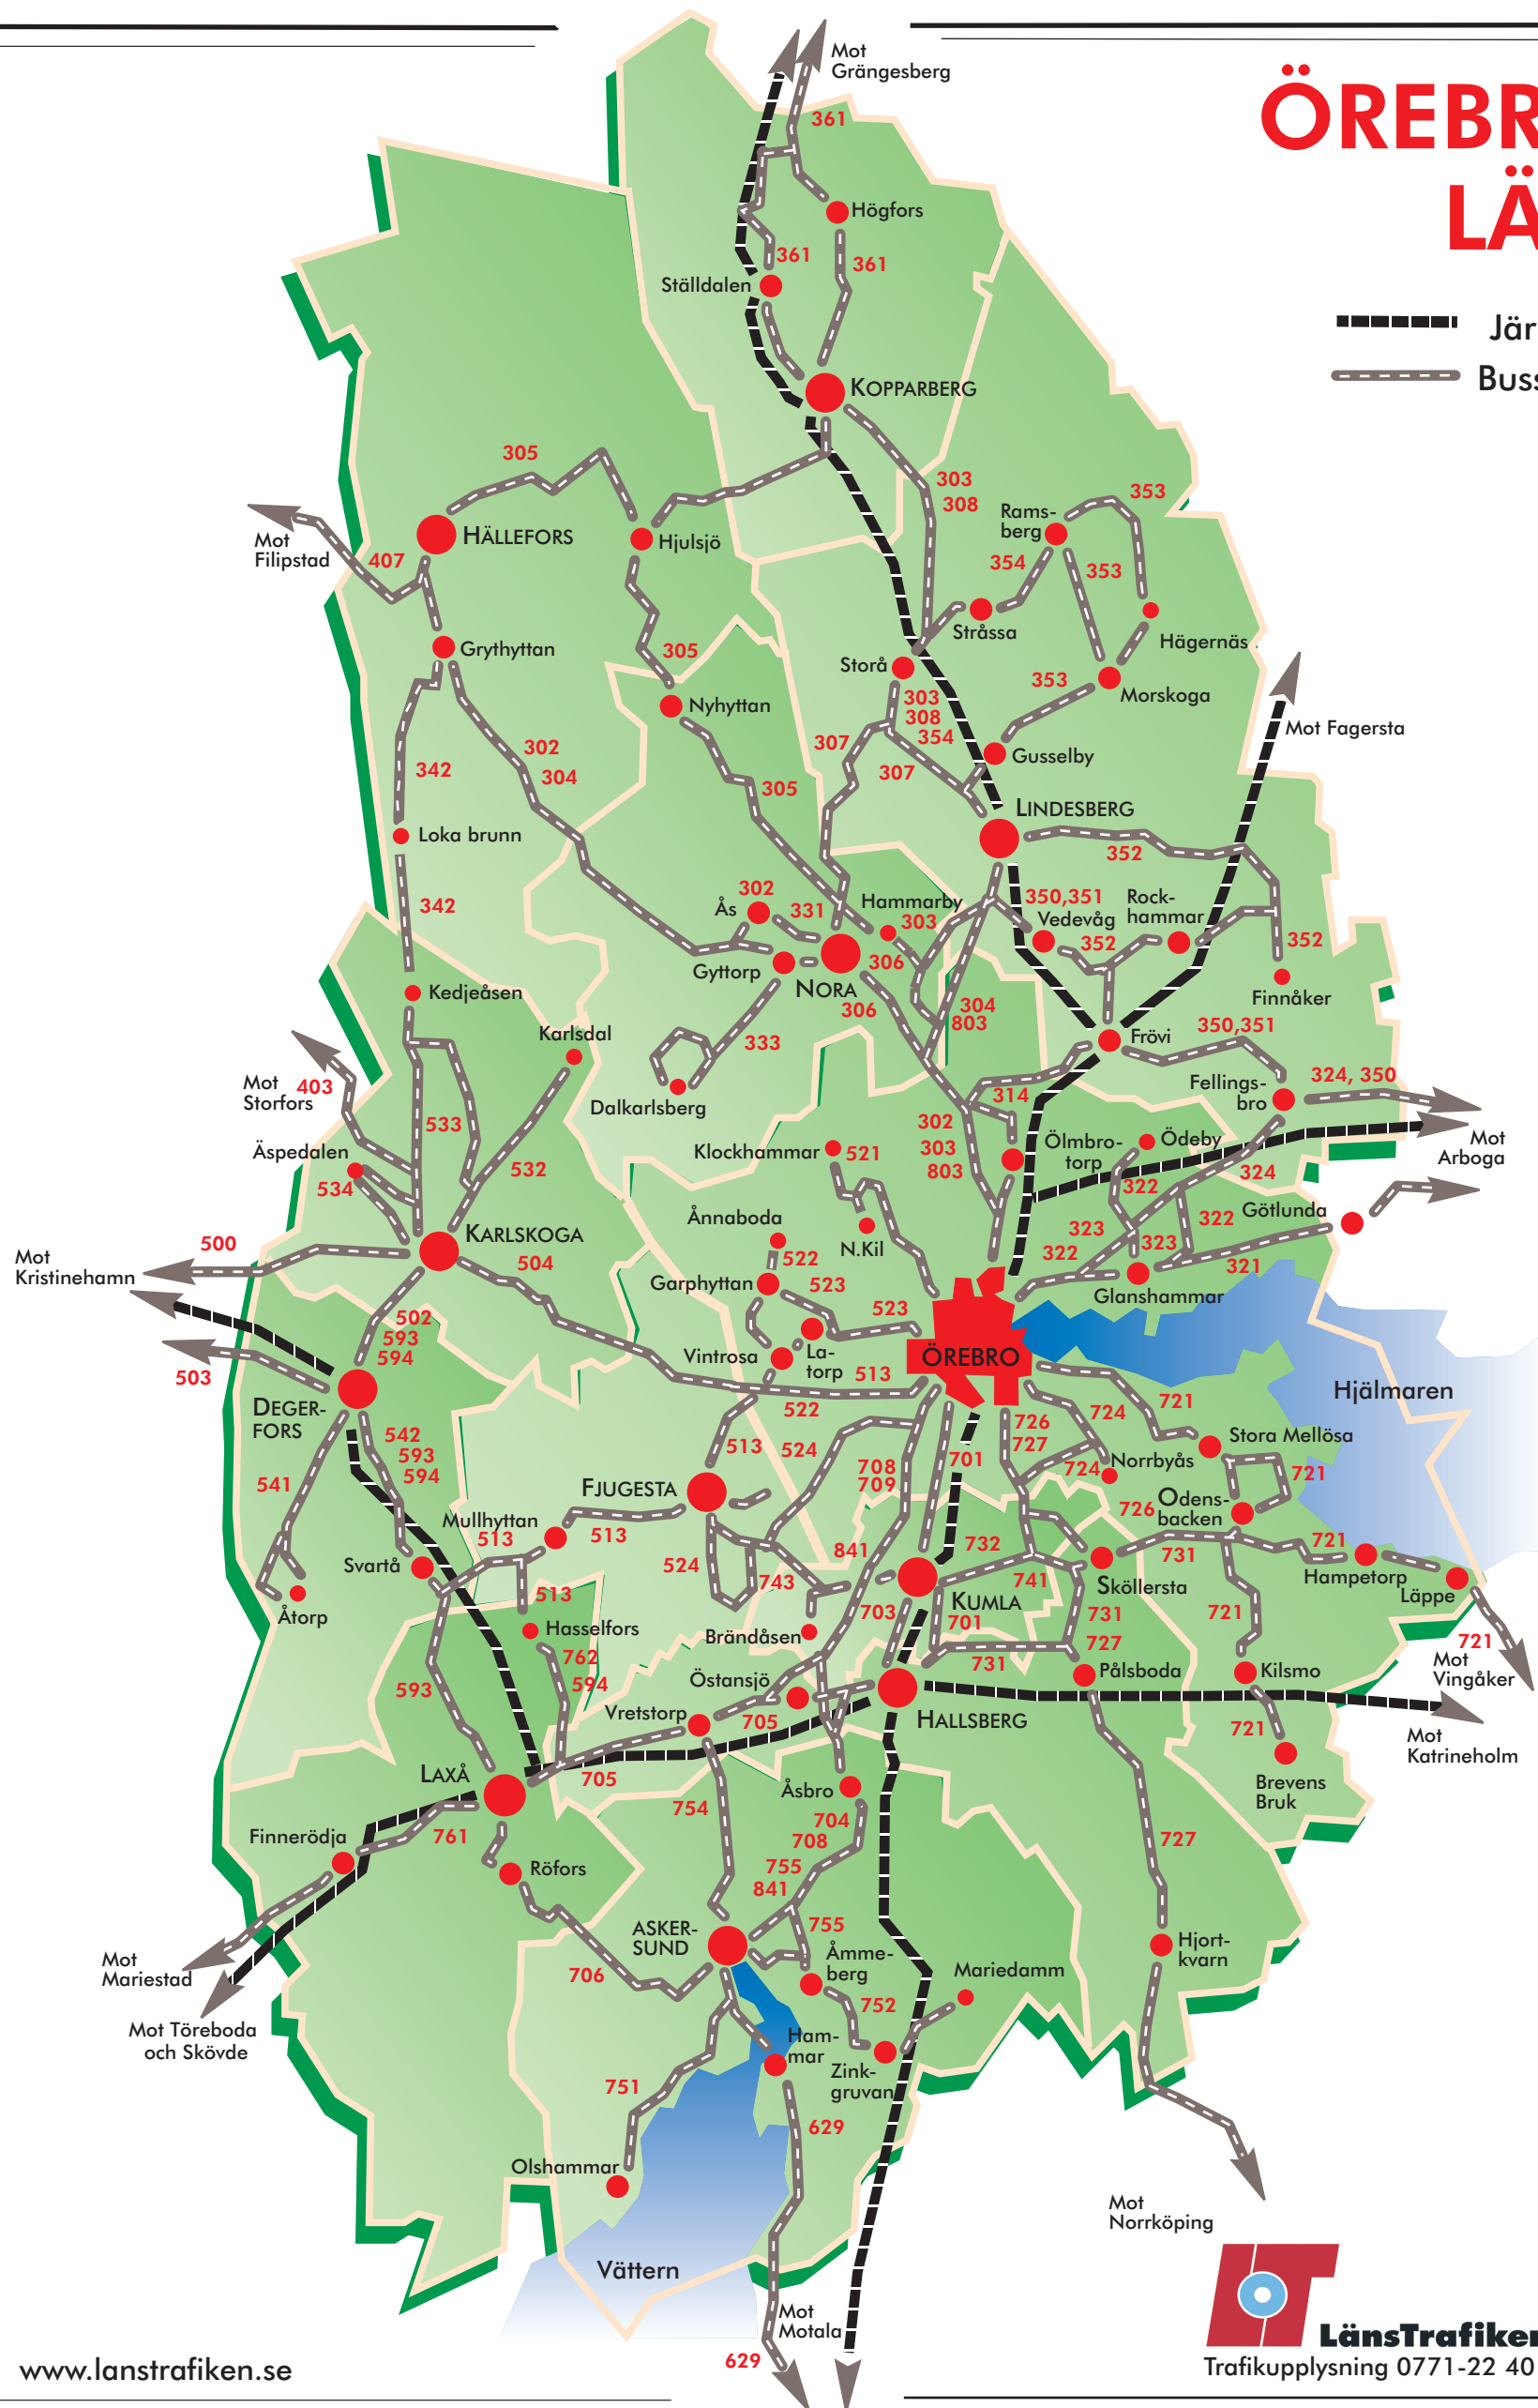 ÖREBR
LÄ
Jär
Buss
Mot
Grängesberg
361
Högfors
361
361
Ställdalen
KOPPARBERG
305
303
308
353
Rams-
berg
Mot
Filipstad
HÄLLEFORS
Hjulsjö
407
354
353
Stråssa
Hägernäs
Grythyttan
305
Storå
353
Morskoga
Nyhyttan
303
308
354
Mot Fagersta
302
304
307
307
Gusselby
342
305
LINDESBERG
Loka brunn
352
342
302
Ås
331
Hammarby
303
350,351
Vedevåg
Rock-
hammar
352
352
Gyttorp
NORA
306
306
Finnåker
Kedjeåsen
304
803
Karlsdal
333
Frövi
350,351
Mot
Storfors
403
Dalkarlsberg
314
Fellings-
bro
324, 350
533
302
303
803
Klockhammar
521
Ölmbro-
torp
Ödeby
Mot
Arboga
Äspedalen
534
532
324
322
Ånnaboda
N.Kil
323
322
Götlunda
KARLSKOGA
500
Mot
Kristinehamn
504
522
322
323
321
Garphyttan
523
523
Glanshammar
502
593
594
Vintrosa
La-
torp
ÖREBRO
513
503
522
Hjälmaren
DEGER-
FORS
721
724
726
727
Stora Mellösa
542
593
594
513
524
708
709
701
Norrbyås
724
721
541
FJUGESTA
726
Odens-
backen
Mullhyttan
513
513
732
731
721
Svartå
524
743
841
741
Sköllersta
Hampetorp
Läppe
513
703
KUMLA
701
731
721
Åtorp
Hasselfors
Brändåsen
727
731
721
Mot
Vingåker
762
594
Östansjö
Pålsboda
Kilsmo
593
Vretstorp
705
HALLSBERG
721
Mot
Katrineholm
LAXÅ
705
Åsbro
Brevens
Bruk
754
704
708
761
Finnerödja
727
Röfors
755
841
ASKER-
SUND
755
Hjort-
kvarn
Mot
Mariestad
Åmme-
berg
706
Mariedamm
752
Mot Töreboda
och Skövde
Ham-
mar
751
Zink-
gruvan
629
Olshammar
Mot
Norrköping
Vättern
Mot
Motala
629
LänsTrafiken
www.lanstrafiken.se
Trafikupplysning 0771-22 40